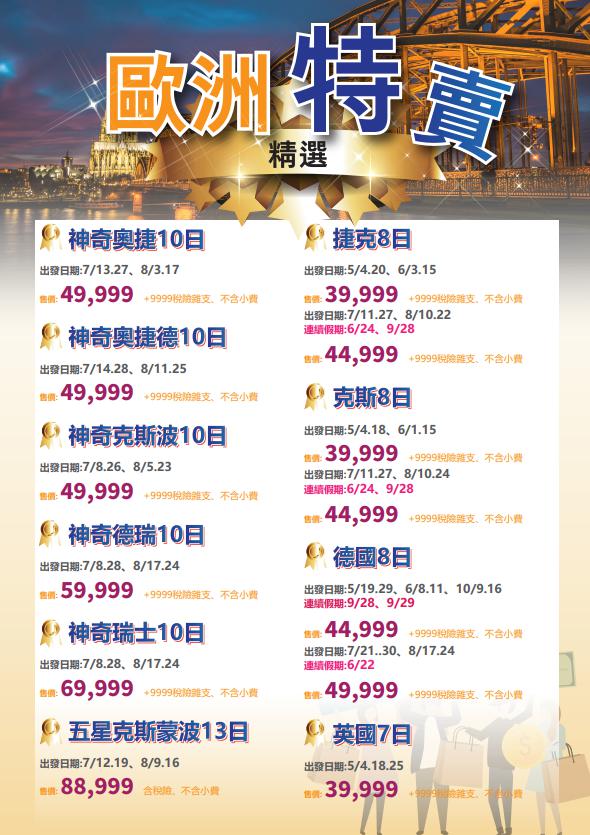 歐洲特賣
精選
神奇奧捷10日
出發日期:7/13.27、8/3.17
售價: 49,999 +9999稅險雜支、不含小費
神奇奧捷德10日
出發日期:7/14.28、8/11.25
售價: 49,999 +9999稅險雜支、不含小費
神奇克斯波10日
出發日期:7/8.26、8/5.23
售價: 49,999 +9999稅險雜支、不含小費
神奇德瑞10日
出發日期:7/8.28、8/17.24
售價: 59,999 +9999稅險雜支、不含小費
神奇瑞士10日
出發日期:7/8.28、8/17.24
售價: 69,999 +9999稅險雜支、不含小費
五星克斯蒙波13日
出發日期:7/12.19、8/9.16
售價: 88,999 含稅險、不含小費
捷克8日
出發日期:5/4.20、6/3.15
售價: 39,999 +9999稅險雜支、不含小費
出發日期:7/11.27、8/10.22
連續假期:6/24、9/28
售價: 44,999 +9999稅險雜支、不含小費
克斯8日
出發日期:5/4.18、6/1.15
售價: 39,999 +9999稅險雜支、不含小費
出發日期:7/11.27、8/10.24
連續假期:6/24、9/28
售價: 44,999 +9999稅險雜支、不含小費
德國8日
出發日期:5/19.29、6/8.11、10/9.16
連續假期:9/28、9/29
售價: 44,999 +9999稅險雜支、不含小費
出發日期:7/21..30、8/17.24
連續假期:6/22
售價: 49,999 +9999稅險雜支、不含小費
英國7日
出發日期:5/4.18.25
售價: 39,999 +9999稅險雜支、不含小費